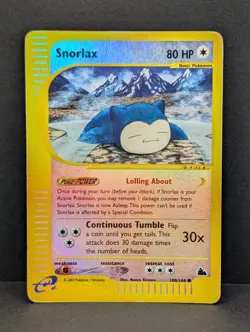 Snorlax
80 HP
Basic Pokémon
POKÉ-POWER Lolling About
Once during your turn (before your attack), if Snorlax is your
Active Pokémon, you may remove 1 damage counter from
Snorlax. Snorlax is now Asleep. This power can't be used if
Snorlax is affected by a Special Condition.
Continuous Tumble Flip
a coin until you get tails. This
attack does 30 damage times
the number of heads.
30x
weakness
resistance
retreat cost
100/144